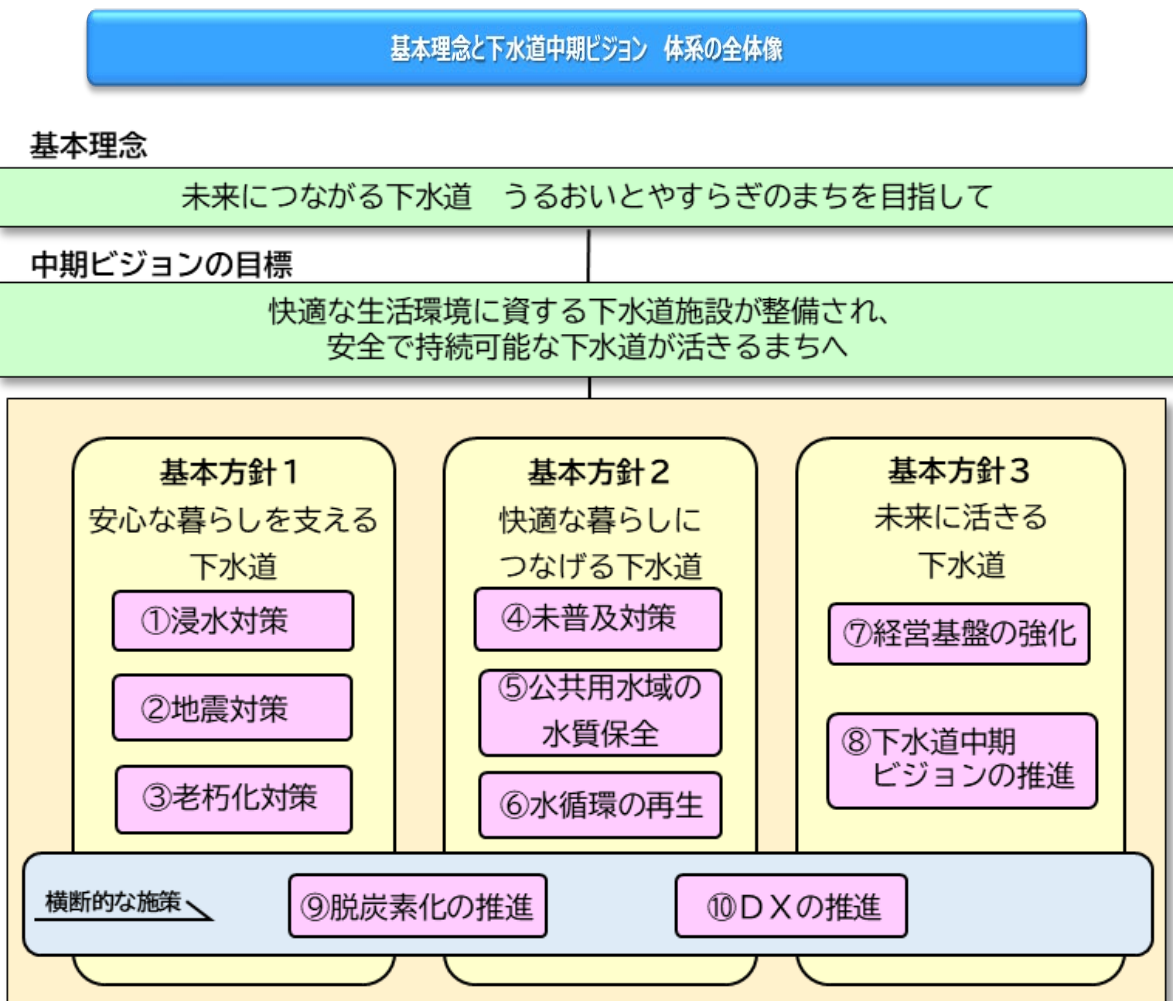 基本理念と下水道中期ビジョン　体系の全体像
基本理念
未来につながる下水道　うるおいとやすらぎのまちを目指して
中期ビジョンの目標
快適な生活環境に資する下水道施設が整備され、
安全で持続可能な下水道が活きるまちへ
基本方針１
安心な暮らしを支える
下水道
①浸水対策
②地震対策
③老朽化対策
基本方針２
快適な暮らしに
つなげる下水道
④未普及対策
⑤公共用水域の
水質保全
⑥水循環の再生
基本方針３
未来に活きる
下水道
⑦経営基盤の強化
⑧下水道中期
ビジョンの推進
横断的な施策
⑨脱炭素化の推進
⑩ＤＸの推進